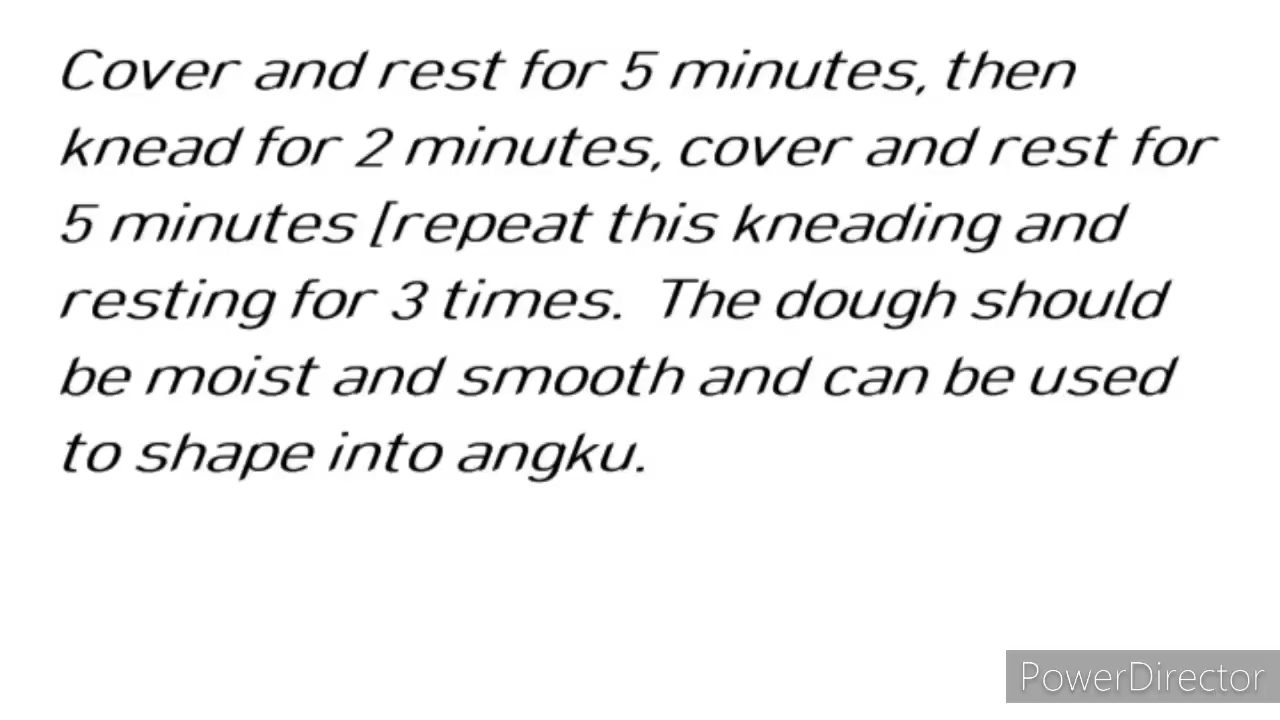 Cover and rest for 5 minutes, then
knead for 2 minutes, cover and rest for
5 minutes [repeat this kneading and
resting for 3 times.  The dough should
be moist and smooth and can be used
to shape into angku.
PowerDirector